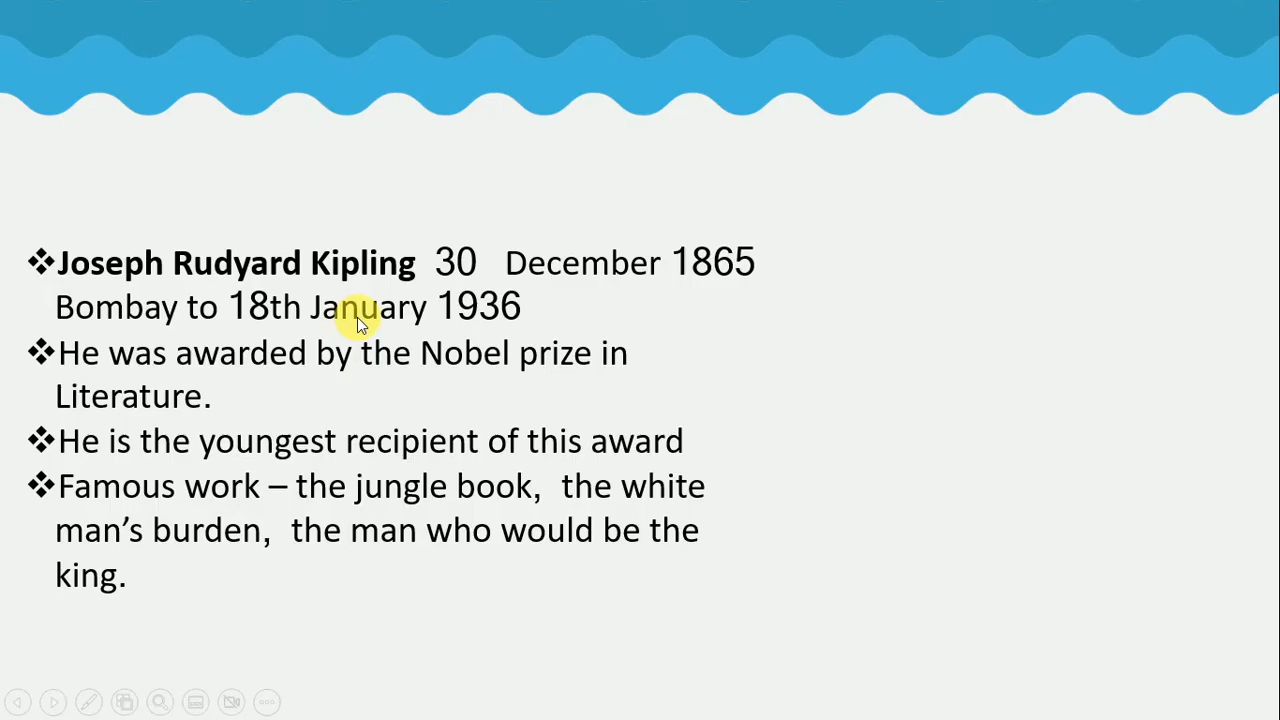 ❖Joseph Rudyard Kipling 30 December 1865
Bombay to 18th January 1936
❖He was awarded by the Nobel prize in
Literature.
❖He is the youngest recipient of this award
❖Famous work – the jungle book, the white
man’s burden, the man who would be the
king.